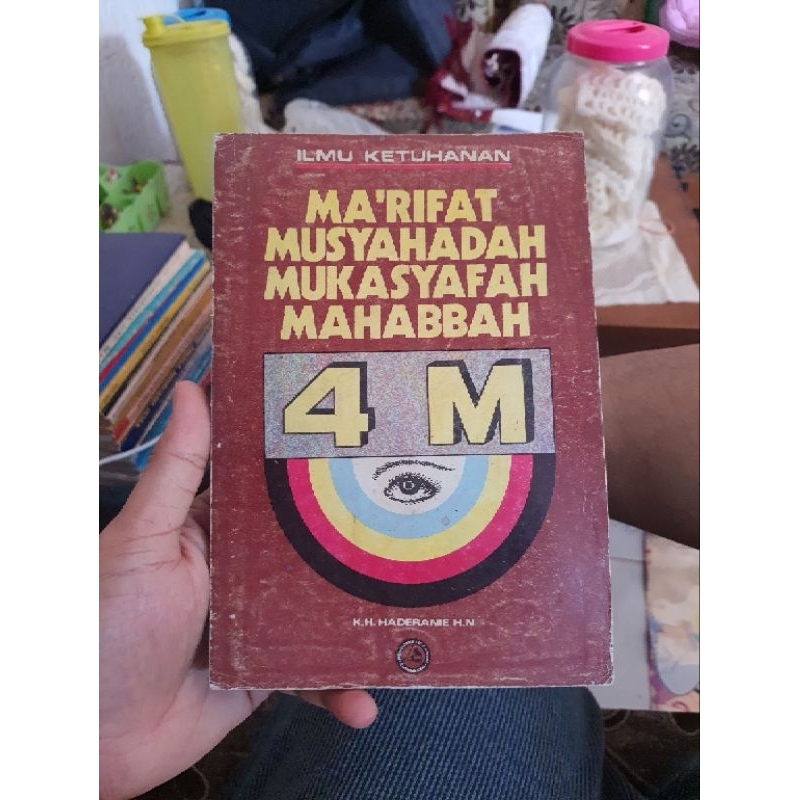 ILMU KETUHANAN
MA'RIFAT
MUSYAHADAH
MUKASYAFAH
MAHABBAH
4 M
K.H. HADERANIE H.N